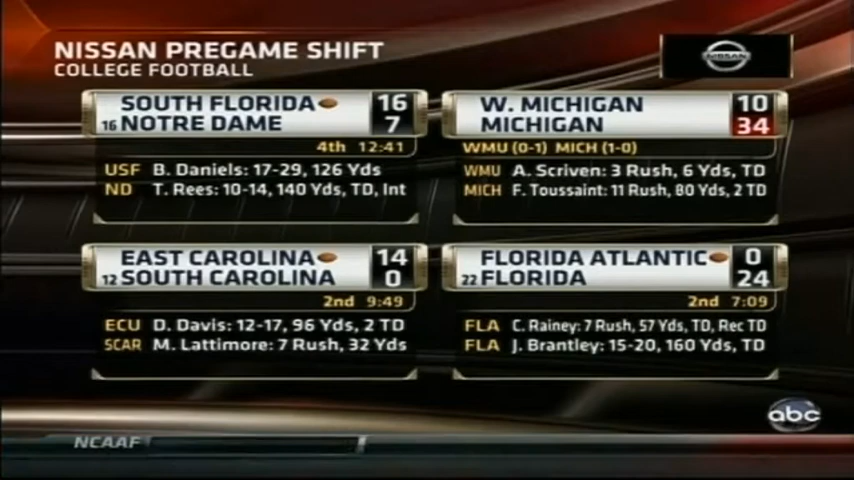 NISSAN PREGAME SHIFT
COLLEGE FOOTBALL
NISSAN
SOUTH FLORIDA 16
16 NOTRE DAME 7
4th 12:41
USF B. Daniels: 17-29, 126 Yds
ND T. Rees: 10-14, 140 Yds, TD, Int
W. MICHIGAN 10
MICHIGAN 34
WMU (0-1) MICH (1-0)
WMU A. Scriven: 3 Rush, 6 Yds, TD
MICH F. Toussaint: 11 Rush, 80 Yds, 2 TD
EAST CAROLINA 14
12 SOUTH CAROLINA 0
2nd 9:49
ECU D. Davis: 12-17, 96 Yds, 2 TD
SCAR M. Lattimore: 7 Rush, 32 Yds
FLORIDA ATLANTIC 0
22 FLORIDA 24
2nd 7:09
FLA C. Rainey: 7 Rush, 57 Yds, TD, Rec TD
FLA J. Brantley: 15-20, 160 Yds, TD
abc
NCAAF